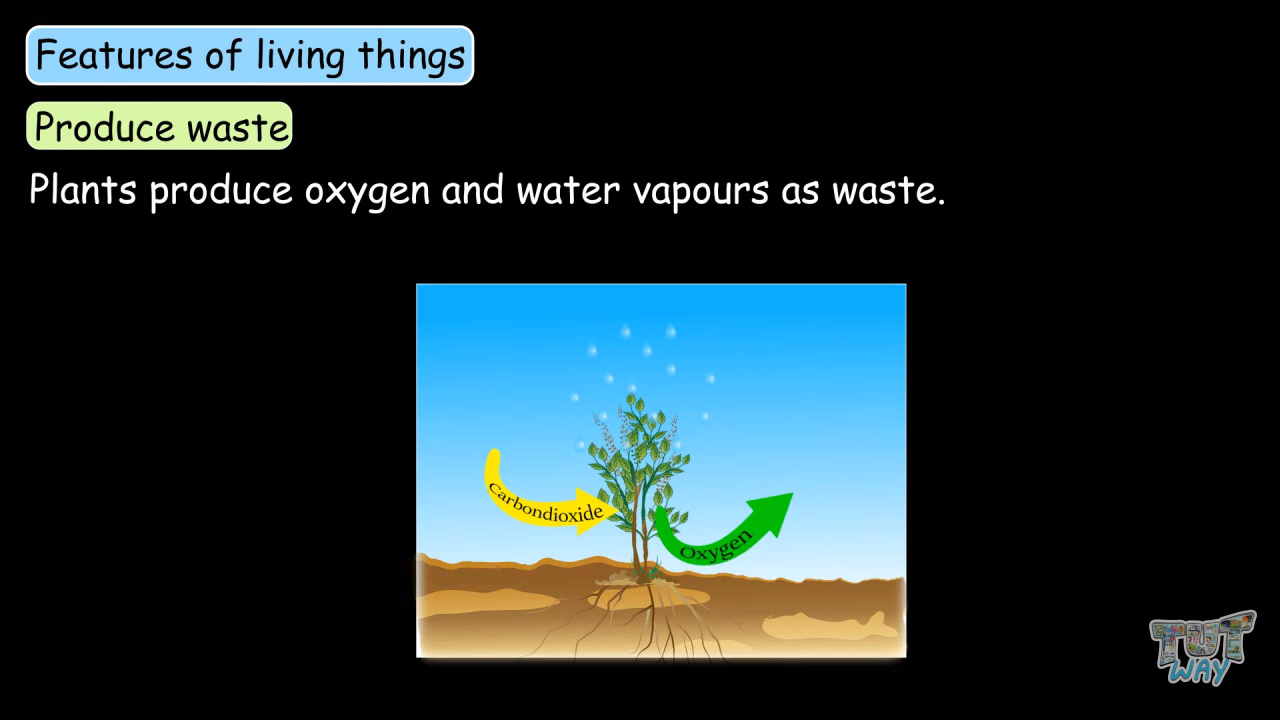 Features of living things
Produce waste
Plants produce oxygen and water vapours as waste.
Carbondioxide
Oxygen
TUT
WAY